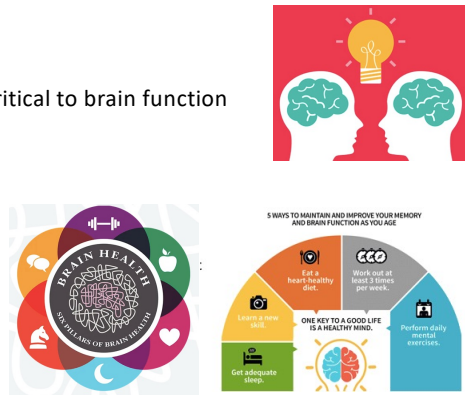 ritical to brain function
BRAIN HEALTH
SIX PILLARS OF BRAIN HEALTH
:
5 WAYS TO MAINTAIN AND IMPROVE YOUR MEMORY
AND BRAIN FUNCTION AS YOU AGE
Eat a
heart-healthy
diet.
Work out at
least 3 times
per week.
Learn a new
skill.
ONE KEY TO A GOOD LIFE
IS A HEALTHY MIND.
Perform daily
mental
exercises.
Get adequate
sleep.